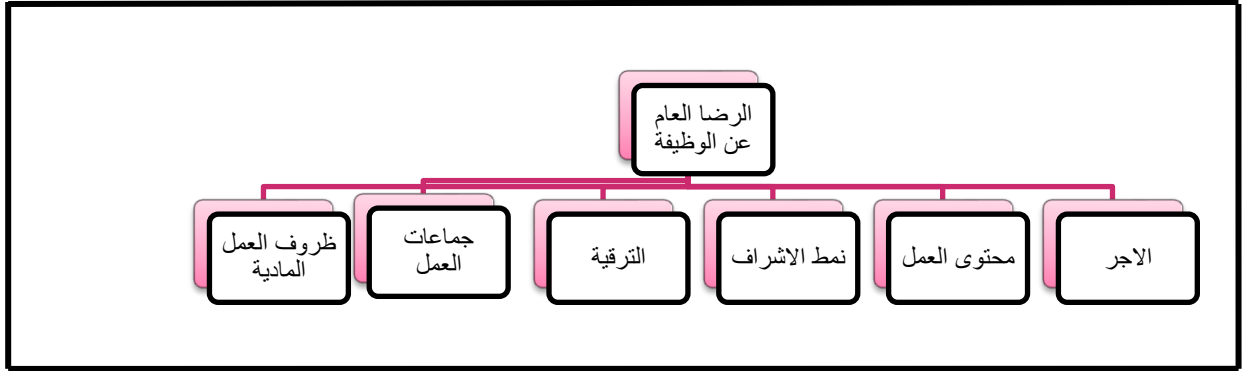 الرضا العام
عن الوظيفة
الاجر
محتوى العمل
نمط الاشراف
الترقية
جماعات
العمل
ظروف العمل
المادية